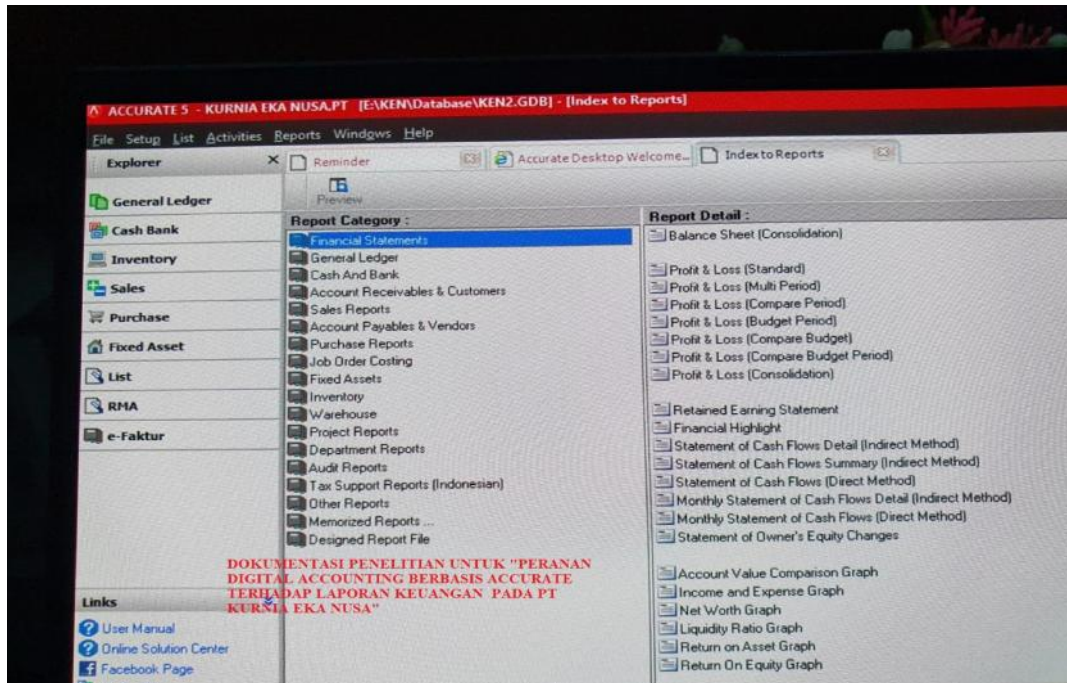 ACCURATE 5 - KURNIA EKA NUSA.PT [E:\KEN\Database\KEN2.GDB] - [Index to Reports]
File Setup List Activities Reports Windows Help
Explorer
Reminder
Accurate Desktop Welcome...
Index to Reports
Preview
General Ledger
Cash Bank
Inventory
Sales
Purchase
Fixed Asset
List
RMA
e-Faktur
Report Category :
Financial Statements
General Ledger
Cash And Bank
Account Receivables & Customers
Sales Reports
Account Payables & Vendors
Purchase Reports
Job Order Costing
Fixed Assets
Inventory
Warehouse
Project Reports
Department Reports
Audit Reports
Tax Support Reports (Indonesian)
Other Reports
Memorized Reports ...
Designed Report File
Report Detail :
Balance Sheet (Consolidation)
Profit & Loss (Standard)
Profit & Loss (Multi Period)
Profit & Loss (Compare Period)
Profit & Loss (Budget Period)
Profit & Loss (Compare Budget)
Profit & Loss (Compare Budget Period)
Profit & Loss (Consolidation)
Retained Earning Statement
Financial Highlight
Statement of Cash Flows Detail (Indirect Method)
Statement of Cash Flows Summary (Indirect Method)
Statement of Cash Flows (Direct Method)
Monthly Statement of Cash Flows Detail (Indirect Method)
Monthly Statement of Cash Flows (Direct Method)
Statement of Owner's Equity Changes
Account Value Comparison Graph
Income and Expense Graph
Net Worth Graph
Liquidity Ratio Graph
Return on Asset Graph
Return On Equity Graph
DOKUMENTASI PENELITIAN UNTUK "PERANAN
DIGITAL ACCOUNTING BERBASIS ACCURATE
TERHADAP LAPORAN KEUANGAN PADA PT
KURNIA EKA NUSA"
Links
User Manual
Online Solution Center
Facebook Page